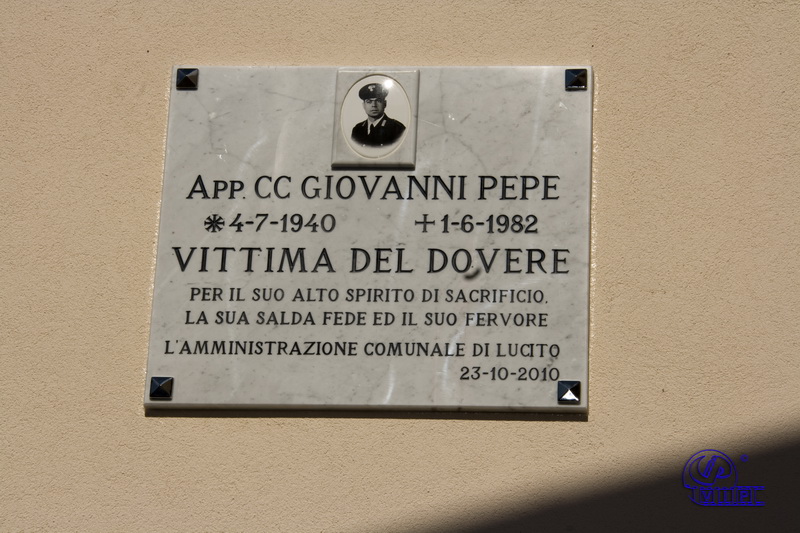 APP. CC GIOVANNI PEPE
*4-7-1940 +1-6-1982
VITTIMA DEL DOVERE
PER IL SUO ALTO SPIRITO DI SACRIFICIO,
LA SUA SALDA FEDE ED IL SUO FERVORE
L'AMMINISTRAZIONE COMUNALE DI LUCITO
23-10-2010